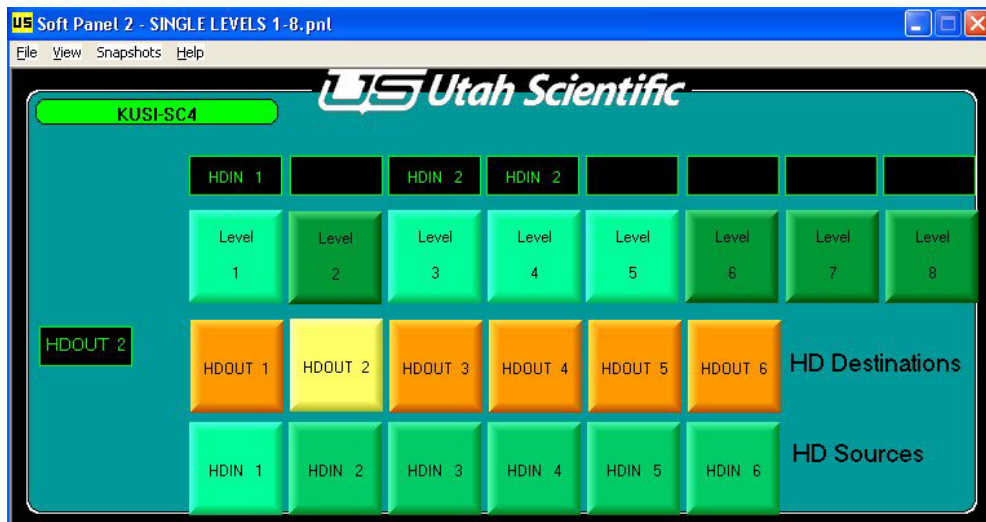 US Soft Panel 2 - SINGLE LEVELS 1-8.pnl
File View Snapshots Help
US Utah Scientific
KUSI-SC4
HDIN 1 HDIN 2 HDIN 2
Level 1
Level 2
Level 3
Level 4
Level 5
Level 6
Level 7
Level 8
HDOUT 2
HDOUT 1 HDOUT 2 HDOUT 3 HDOUT 4 HDOUT 5 HDOUT 6 HD Destinations
HDIN 1 HDIN 2 HDIN 3 HDIN 4 HDIN 5 HDIN 6 HD Sources